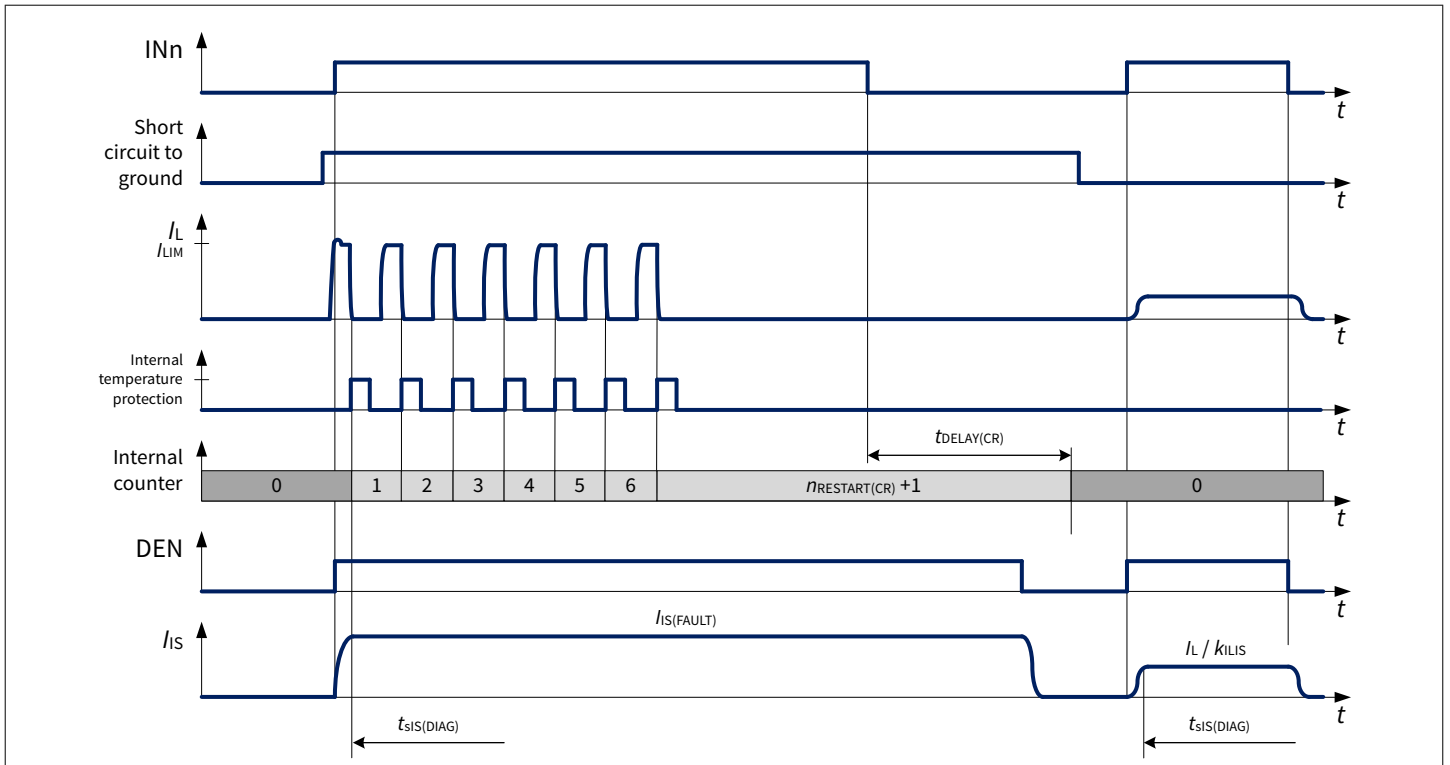 INn
t
Short
circuit to
ground
t
IL
ILIM
t
Internal
temperature
protection
t
tDELAY(CR)
Internal
counter
0 1 2 3 4 5 6 nRESTART(CR) +1 0
t
DEN
t
IIS(FAULT)
IIS
IL / kILIS
t
tsIS(DIAG) tsIS(DIAG)